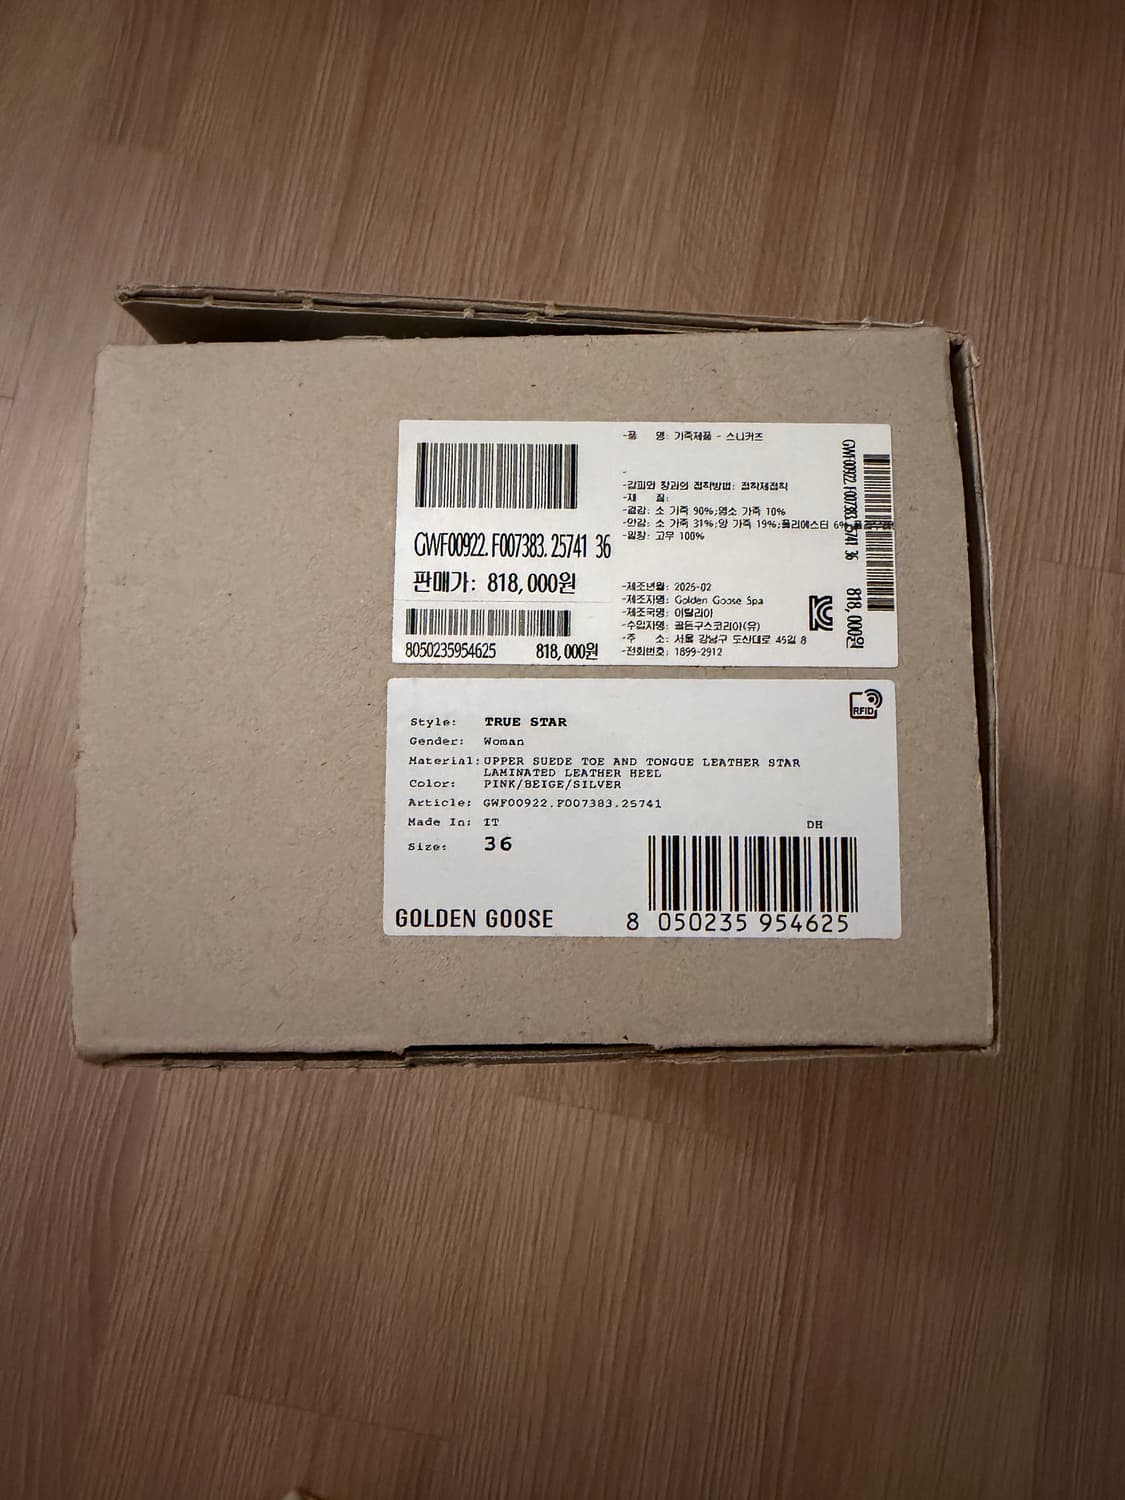 GWF00922.F007383.25741 36
판매가: 818,000원
8050235954625 818,000원
-품 명: 가죽제품 - 스니커즈
-
-갑피와 창과의 접착방법: 접착제접착
-재 질:
-겉감: 소 가죽 90%;염소 가죽 10%
-안감: 소 가죽 31%;양 가죽 19%;폴리에스터 6%
-밑창: 고무 100%
-제조년월: 2025-02
-제조자명: Golden Goose Spa
-제조국명: 이탈리아
-수입자명: 골든구스코리아(유)
-주 소: 서울 강남구 도산대로 45길 8
-전화번호: 1899-2912
GWF00922.F007383.25741 36 818,000원
RFID
Style: TRUE STAR
Gender: Woman
Material: UPPER SUEDE TOE AND TONGUE LEATHER STAR
LAMINATED LEATHER HEEL
Color: PINK/BEIGE/SILVER
Article: GWF00922.F007383.25741
Made In: IT
DH
Size: 36
GOLDEN GOOSE
8 050235 954625